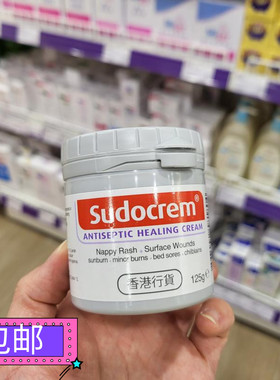 Sudocrem®
ANTISEPTIC HEALING CREAM
Nappy Rash . Surface Wounds
sunburn . minor burns . bed sores . chilblains
香港行貨
125g e
包邮